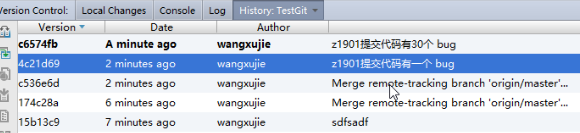 Version Control: Local Changes Console Log History: TestGit
Version Date Author
c6574fb A minute ago wangxujie z1901提交代码有30个 bug
4c21d69 2 minutes ago wangxujie z1901提交代码有一个 bug
c536e6d 2 minutes ago wangxujie Merge remote-tracking branch 'origin/master'...
174c28a 6 minutes ago wangxujie Merge remote-tracking branch 'origin/master'...
15b13c9 7 minutes ago wangxujie sdfsadf